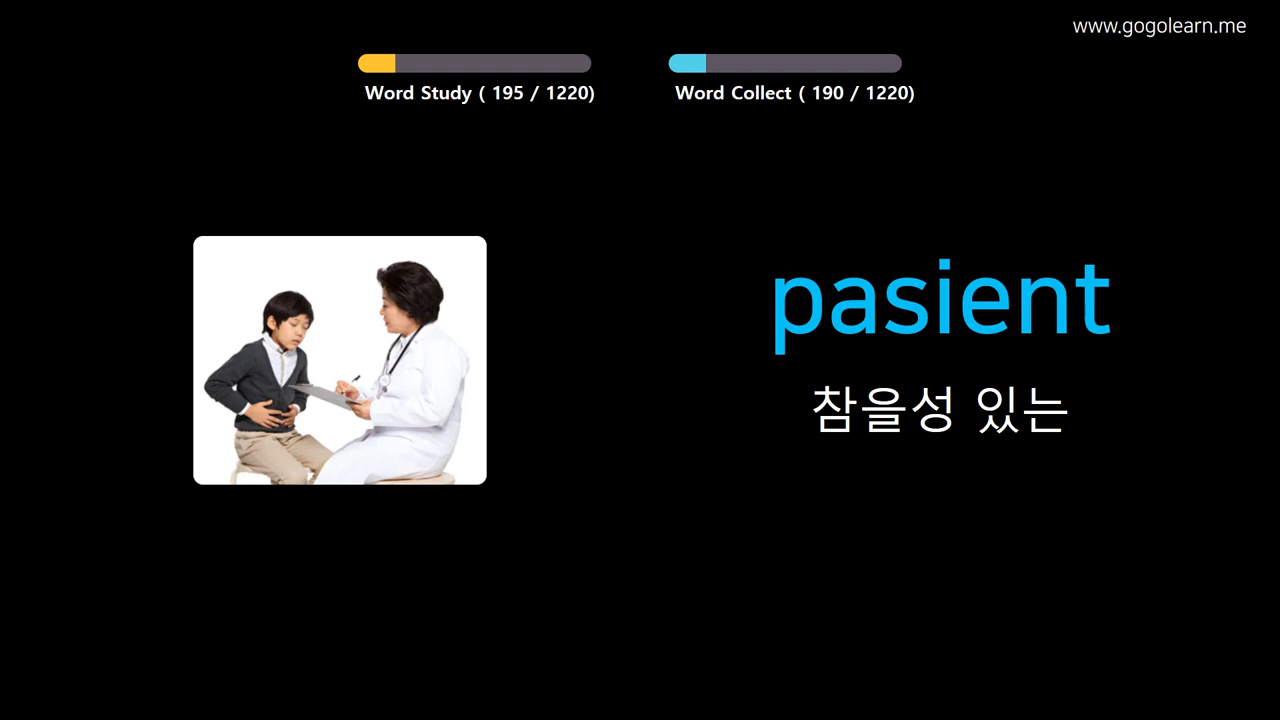 www.gogolearn.me
Word Study ( 195 / 1220)
Word Collect ( 190 / 1220)
pasient
참을성 있는